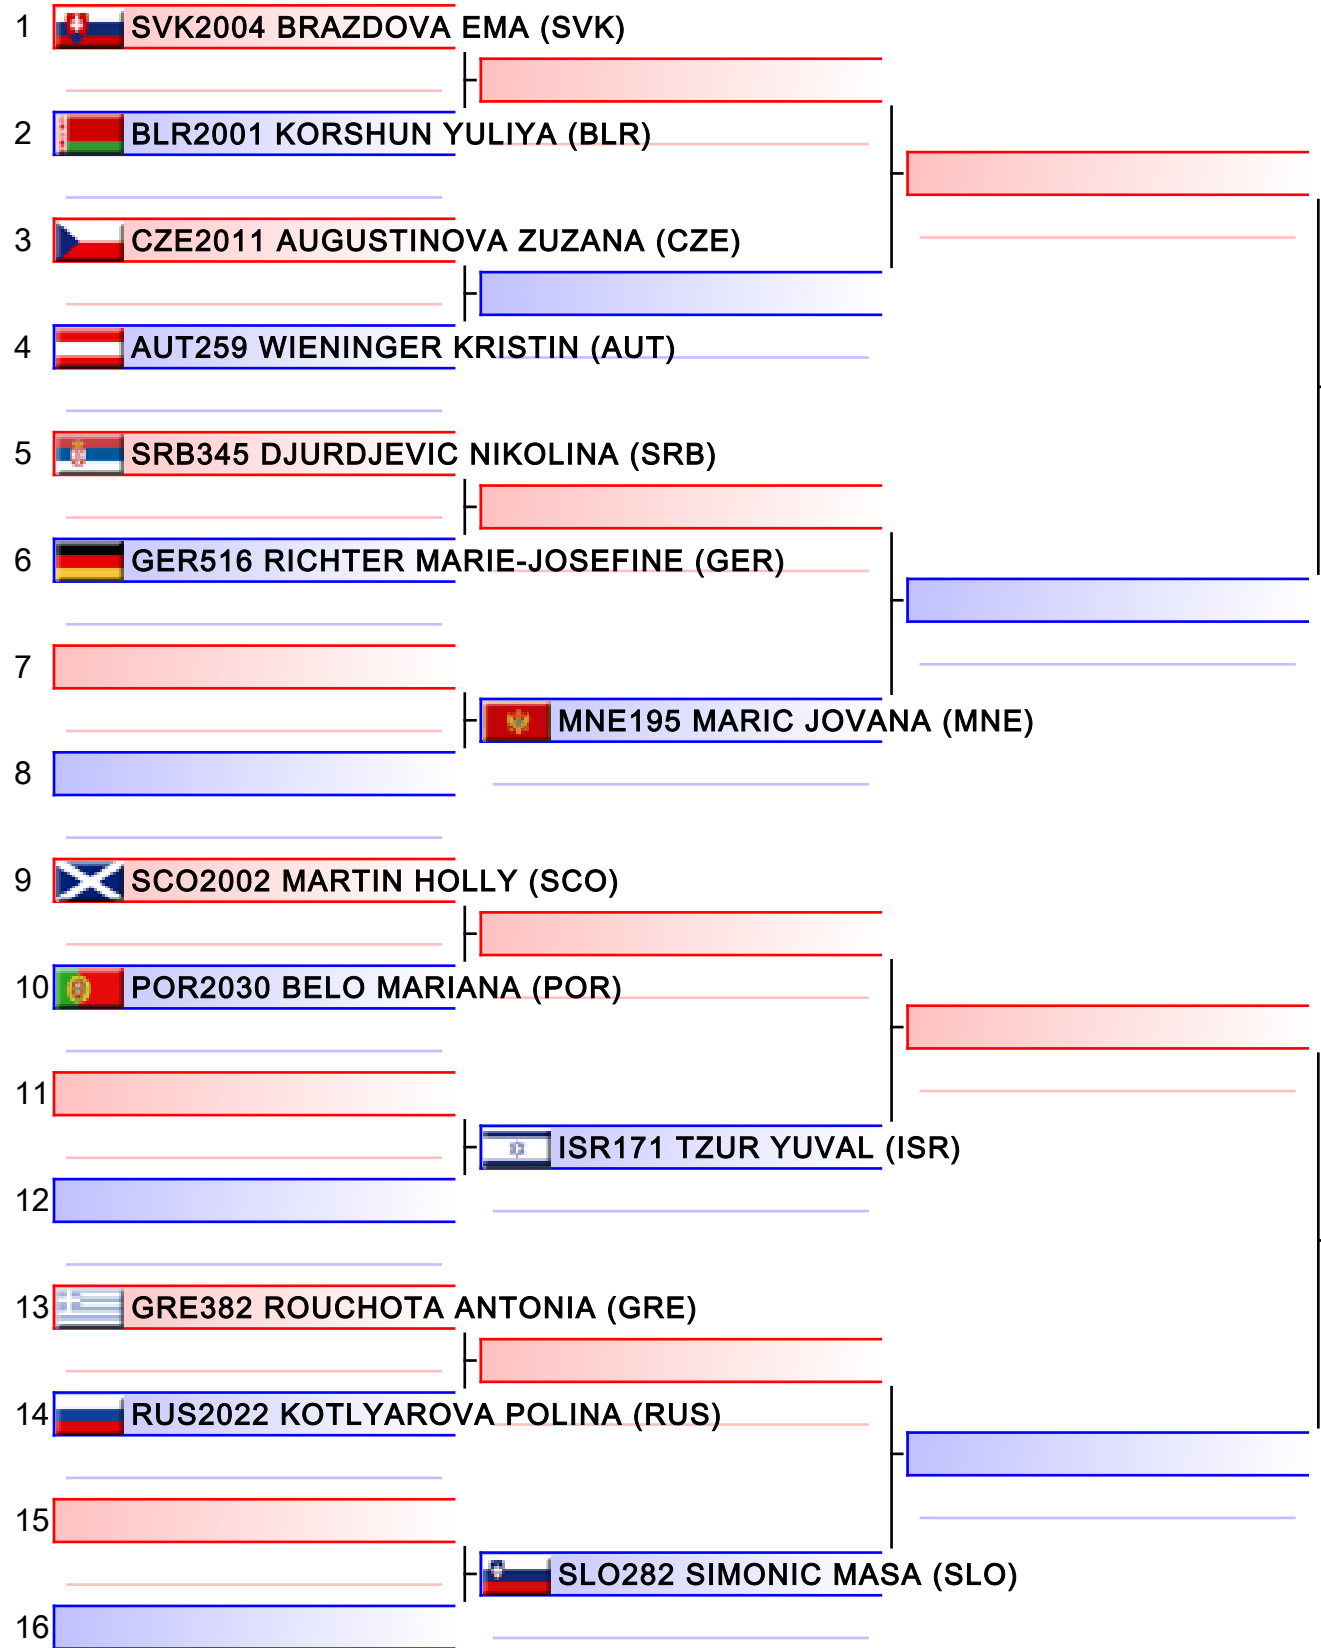 1 SVK2004 BRAZDOVA EMA (SVK)
2 BLR2001 KORSHUN YULIYA (BLR)
3 CZE2011 AUGUSTINOVA ZUZANA (CZE)
4 AUT259 WIENINGER KRISTIN (AUT)
5 SRB345 DJURDJEVIC NIKOLINA (SRB)
6 GER516 RICHTER MARIE-JOSEFINE (GER)
7
MNE195 MARIC JOVANA (MNE)
8
9 SCO2002 MARTIN HOLLY (SCO)
10 POR2030 BELO MARIANA (POR)
11
ISR171 TZUR YUVAL (ISR)
12
13 GRE382 ROUCHOTA ANTONIA (GRE)
14 RUS2022 KOTLYAROVA POLINA (RUS)
15
SLO282 SIMONIC MASA (SLO)
16